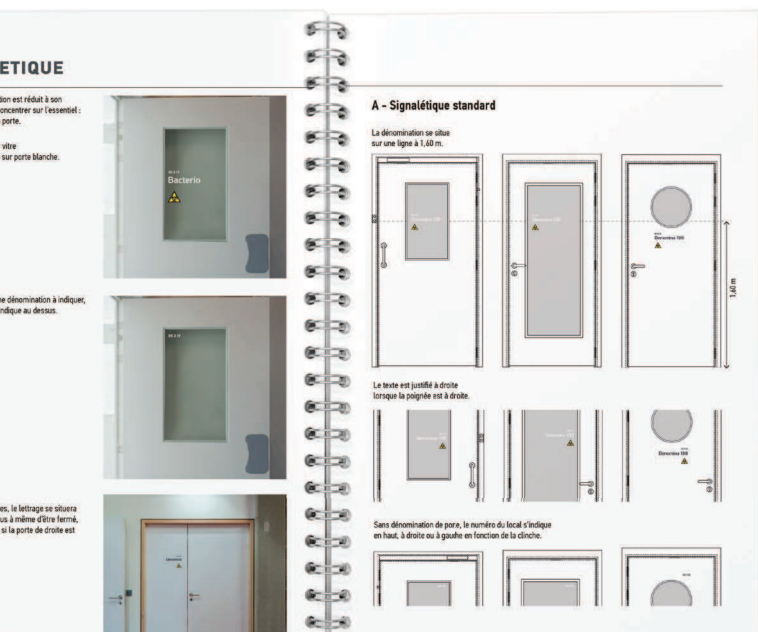 ETIQUE
tion est réduit à son
oncentrer sur l'essentiel :
porte.
vitre
sur porte blanche.
Bacterio
ne dénomination à indiquer,
ndique au dessus.
es, le lettrage se situera
us à même d'être fermé,
si la porte de droite est
A - Signalétique standard
La dénomination se situe
sur une ligne à 1,60 m.
1,60 m
Le texte est justifié à droite
lorsque la poignée est à droite.
Sans dénomination de pore, le numéro du local s'indique
en haut, à droite ou à gauhe en fonction de la clinche.